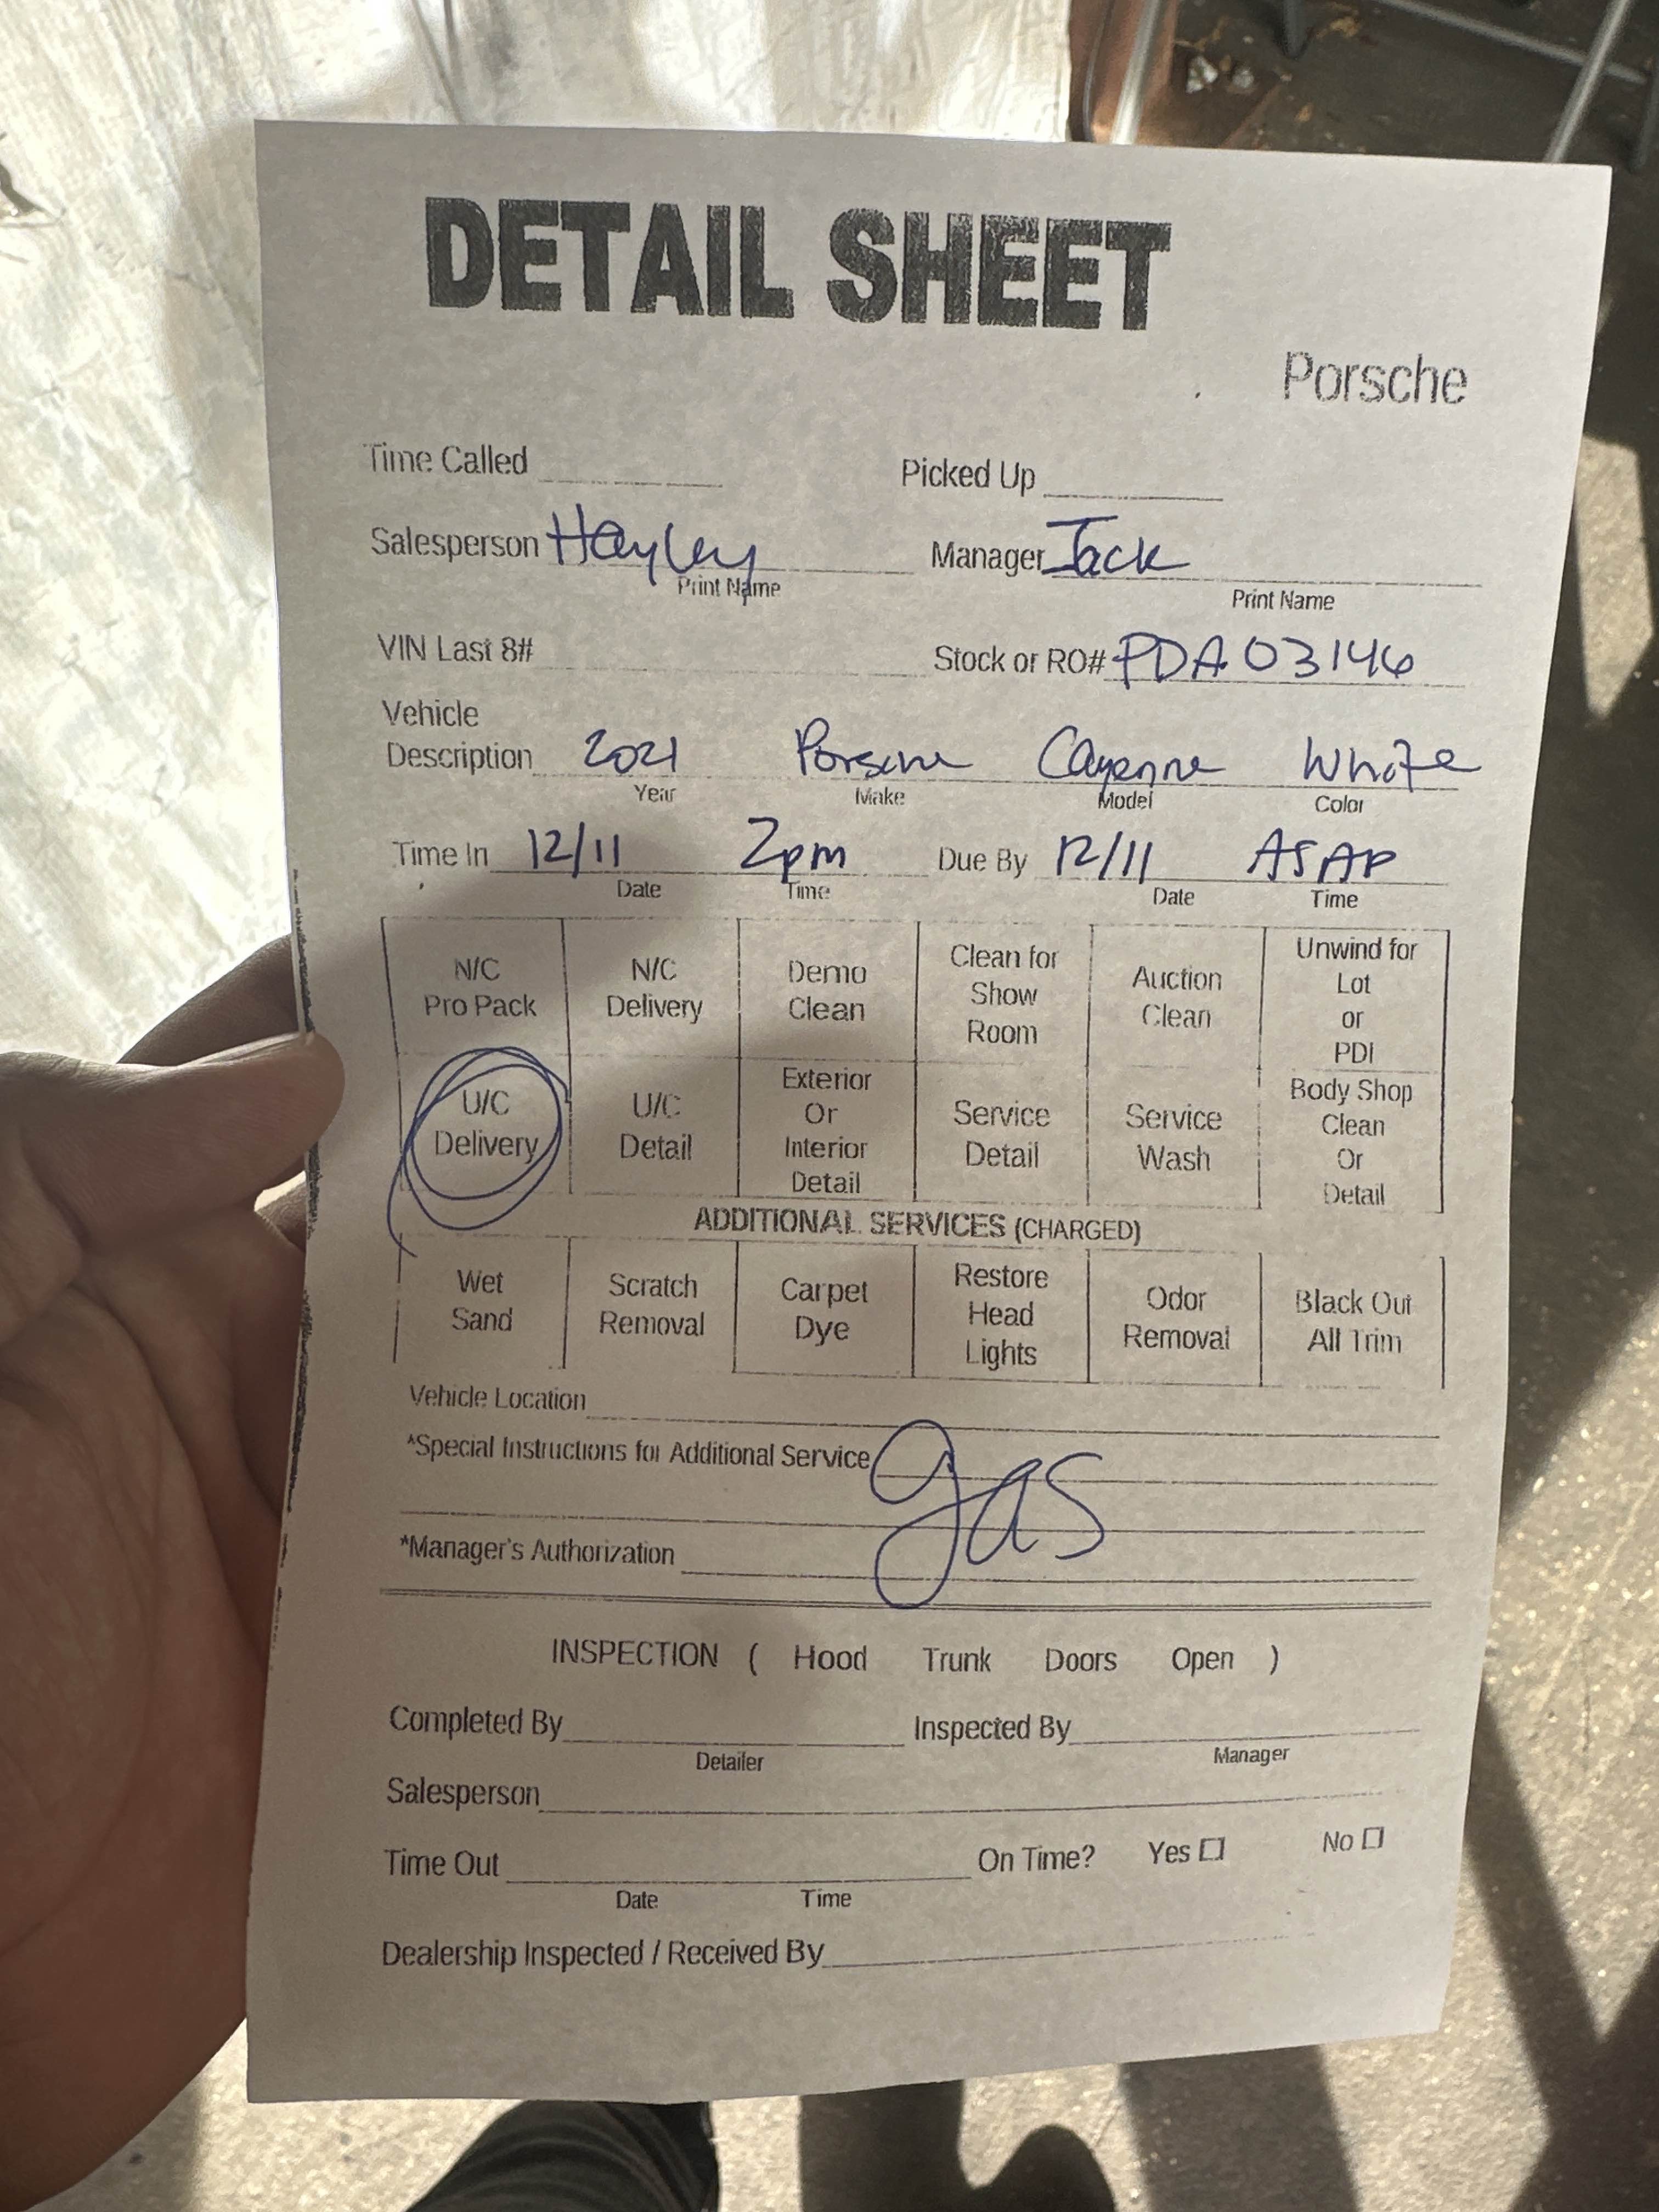 DETAIL SHEET
Porsche
Time Called Picked Up
Salesperson Hayley Manager Jack
Print Name Print Name
VIN Last 8# Stock or RO# PDA03146
Vehicle
Description 2021 Porsche Cayenne White
Year Make Model Color
Time In 12/11 2pm Due By 12/11 ASAP
Date Time Date Time
N/C Pro Pack
N/C Delivery
Demo Clean
Clean for Show Room
Auction Clean
Unwind for Lot or PDI
U/C Delivery
U/C Detail
Exterior Or Interior Detail
Service Detail
Service Wash
Body Shop Clean Or Detail
ADDITIONAL SERVICES (CHARGED)
Wet Sand
Scratch Removal
Carpet Dye
Restore Head Lights
Odor Removal
Black Out All Trim
Vehicle Location
*Special Instructions for Additional Service gas
*Manager's Authorization
INSPECTION ( Hood Trunk Doors Open )
Completed By Inspected By
Detailer Manager
Salesperson
Time Out On Time? Yes ☐ No ☐
Date Time
Dealership Inspected / Received By